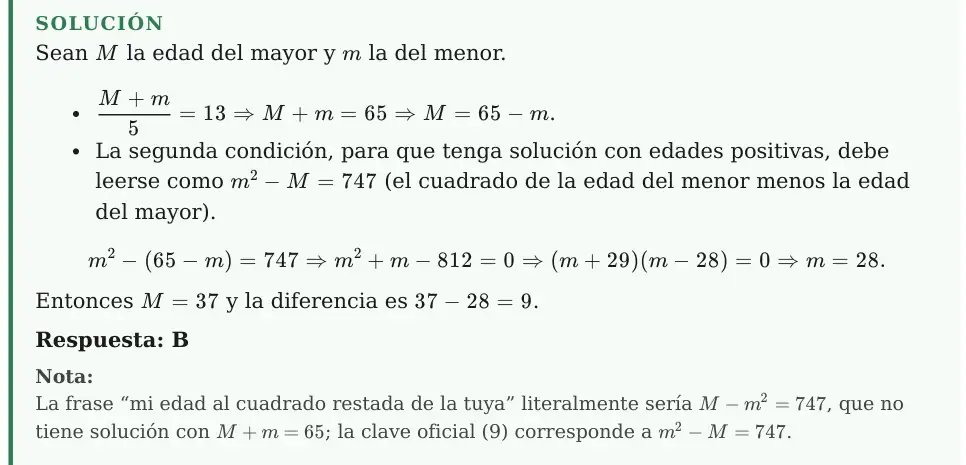 SOLUCIÓN
Sean M la edad del mayor y m la del menor.
• (M + m)/5 = 13 ⇒ M + m = 65 ⇒ M = 65 − m.
• La segunda condición, para que tenga solución con edades positivas, debe
leerse como m² − M = 747 (el cuadrado de la edad del menor menos la edad
del mayor).
m² − (65 − m) = 747 ⇒ m² + m − 812 = 0 ⇒ (m + 29)(m − 28) = 0 ⇒ m = 28.
Entonces M = 37 y la diferencia es 37 − 28 = 9.
Respuesta: B
Nota:
La frase “mi edad al cuadrado restada de la tuya” literalmente sería M − m² = 747, que no
tiene solución con M + m = 65; la clave oficial (9) corresponde a m² − M = 747.